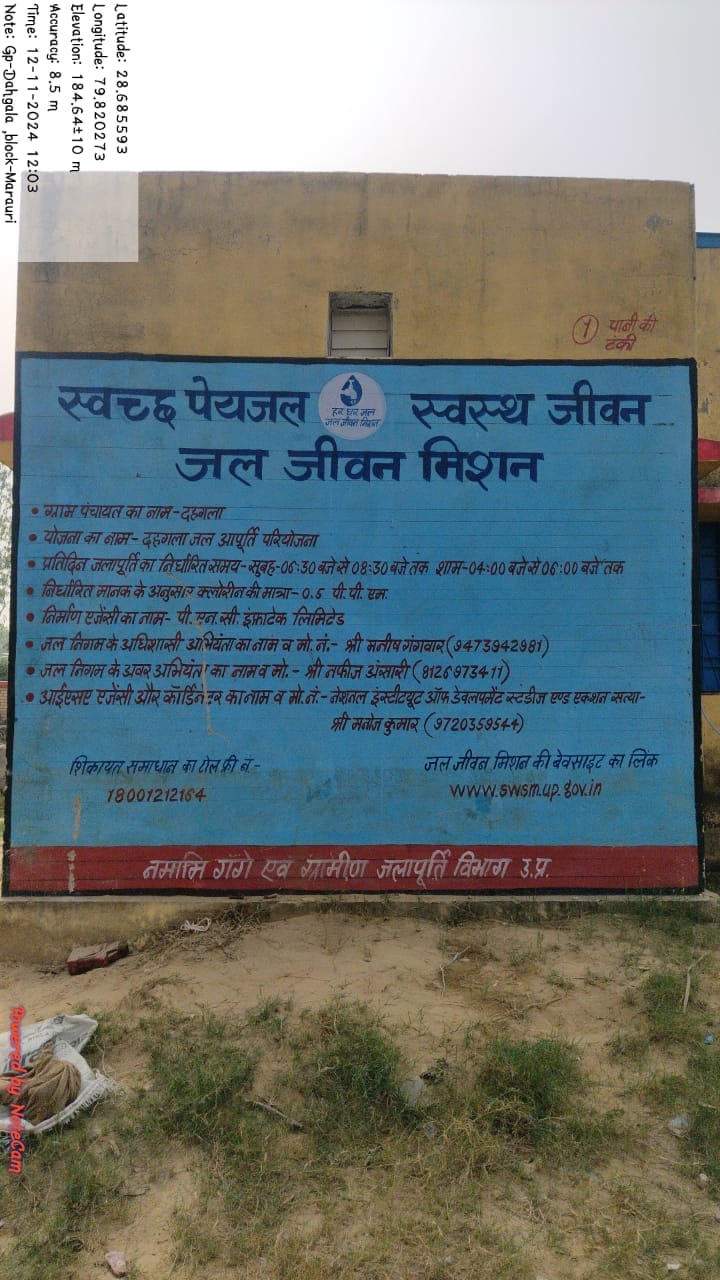 Latitude: 28.685593
Longitude: 79.820273
Elevation: 184.64±10 m
Accuracy: 8.5 m
Time: 12-11-2024 12:03
Note: Gp-Dahgala ,block-Marauri
1 पानी की
टंकी
स्वच्छ पेयजल स्वस्थ जीवन
हर घर जल
जल जीवन मिशन
जल जीवन मिशन
• ग्राम पंचायत का नाम-दहगला
• योजना का नाम- दहगला जल आपूर्ति परियोजना
• प्रतिदिन जलापूर्ति का निर्धारित समय-सुबह-06:30 बजे से 08:30 बजे तक शाम-04:00 बजे से 06:00 बजे तक
• निर्धारित मानक के अनुसार क्लोरीन की मात्रा-0.5 पी.पी.एम.
• निर्माण एजेंसी का नाम- पी.एन.सी. इंफ्राटेक लिमिटेड
• जल निगम के अधिशासी अभियंता का नाम व मो. नं.- श्री मनीष गंगवार (9473942981)
• जल निगम के अवर अभियंता का नाम व मो.- श्री नफीज अंसारी (8126973411)
• आईएसए एजेंसी और कॉर्डिनेटर का नाम व मो.नं.- नेशनल इंस्टीटयूट ऑफ डेवलपमेंट स्टडीज एण्ड एक्शन सत्या-
श्री मनोज कुमार (9720359544)
शिकायत समाधान का टोल फ्री नं.-
18001212164
जल जीवन मिशन की वेवसाइट का लिंक
www.swsm.up.gov.in
नमामि गंगे एवं ग्रामीण जलापूर्ति विभाग उ.प्र.
Powered by NoteCam